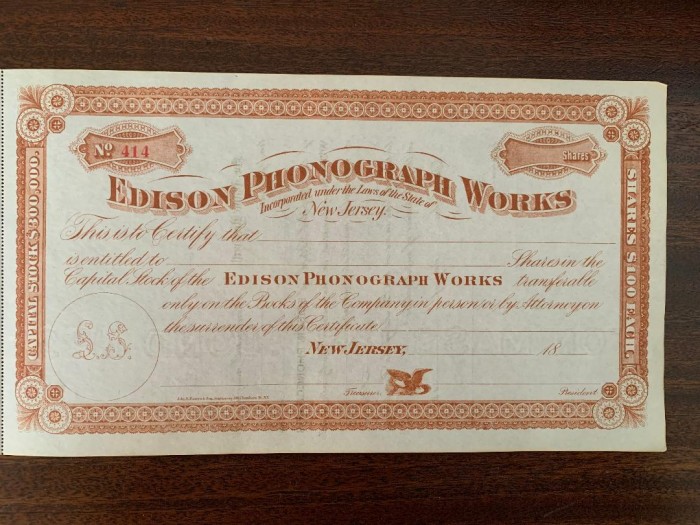 CAPITAL STOCK $300,000.
No 414
Shares
EDISON PHONOGRAPH WORKS
Incorporated under the Laws of the State of
New Jersey.
This is to Certify that
is entitled to Shares in the
Capital Stock of the EDISON PHONOGRAPH WORKS transferable
only on the Books of the Company in person or by Attorney on
the surrender of this Certificate
L.S.
NEW JERSEY, 18
Treasurer
President
SHARES $100 EACH.